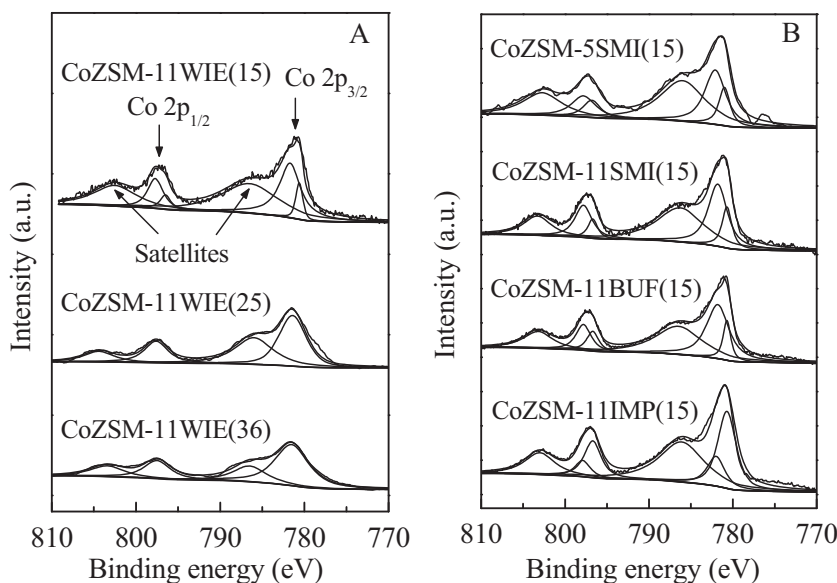 A
CoZSM-11WIE(15)
Co 2p3/2
Co 2p1/2
Satellites
CoZSM-11WIE(25)
CoZSM-11WIE(36)
Intensity (a.u.)
810 800 790 780 770
Binding energy (eV)
B
CoZSM-5SMI(15)
CoZSM-11SMI(15)
CoZSM-11BUF(15)
CoZSM-11IMP(15)
Intensity (a.u.)
810 800 790 780 770
Binding energy (eV)